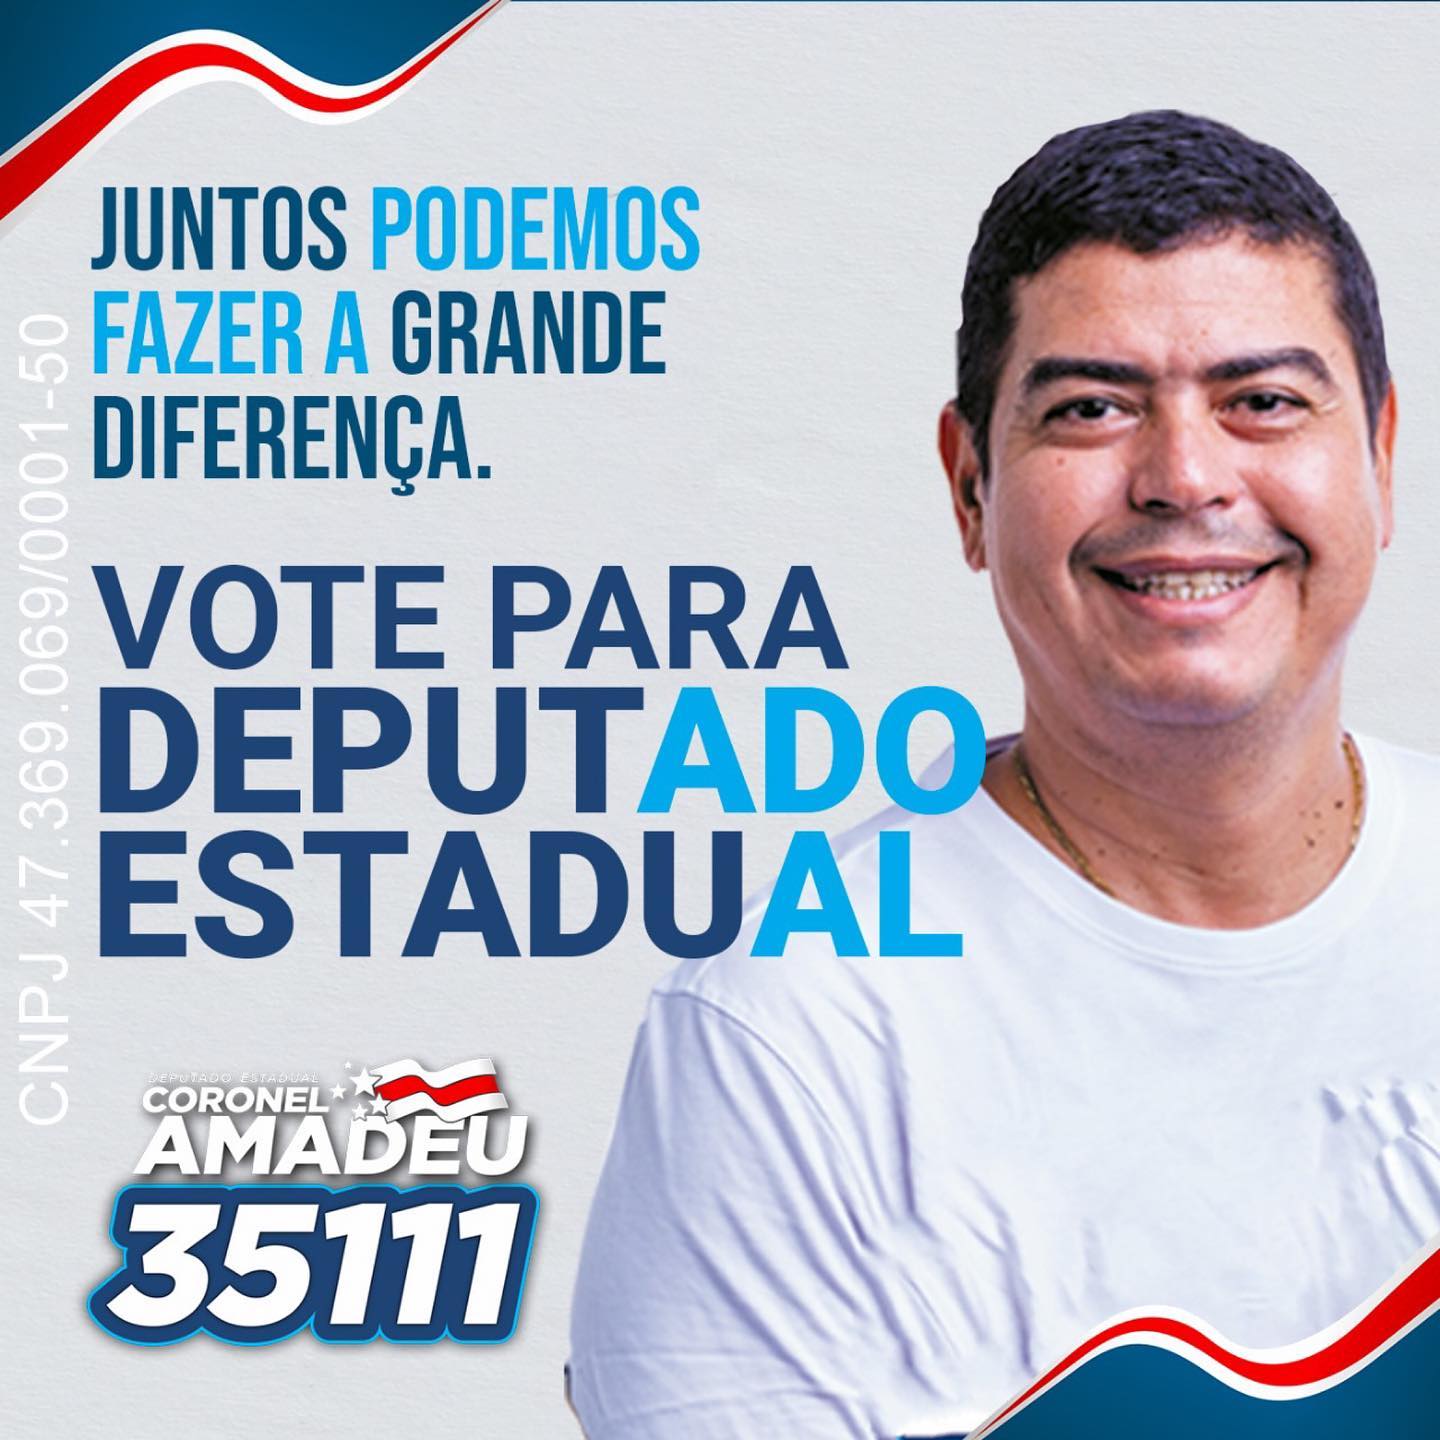 JUNTOS PODEMOS
FAZER A GRANDE
DIFERENÇA.
VOTE PARA
DEPUTADO
ESTADUAL
DEPUTADO ESTADUAL
CORONEL
AMADEU
35111
CNPJ 47.369.069/0001-50